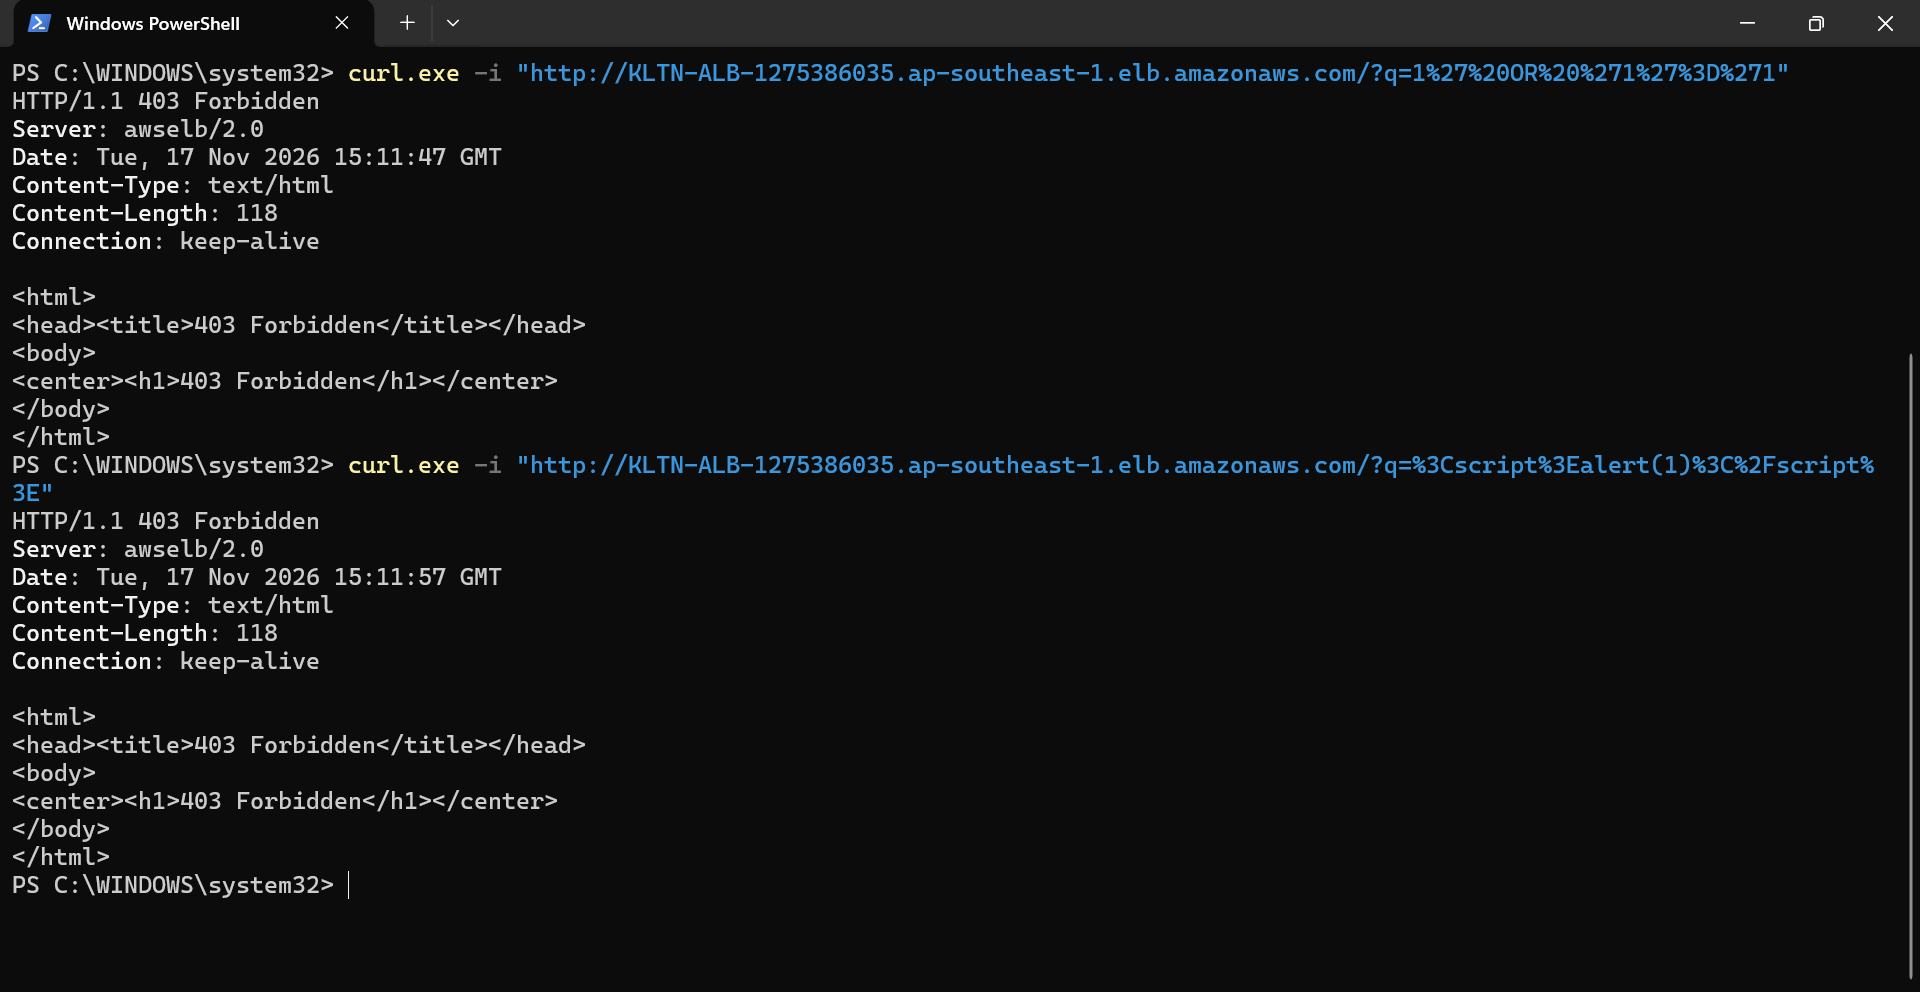 Windows PowerShell
PS C:\WINDOWS\system32> curl.exe -i "http://KLTN-ALB-1275386035.ap-southeast-1.elb.amazonaws.com/?q=1%27%20OR%20%271%27%3D%271"
HTTP/1.1 403 Forbidden
Server: awselb/2.0
Date: Tue, 17 Nov 2026 15:11:47 GMT
Content-Type: text/html
Content-Length: 118
Connection: keep-alive

<html>
<head><title>403 Forbidden</title></head>
<body>
<center><h1>403 Forbidden</h1></center>
</body>
</html>
PS C:\WINDOWS\system32> curl.exe -i "http://KLTN-ALB-1275386035.ap-southeast-1.elb.amazonaws.com/?q=%3Cscript%3Ealert(1)%3C%2Fscript%
3E"
HTTP/1.1 403 Forbidden
Server: awselb/2.0
Date: Tue, 17 Nov 2026 15:11:57 GMT
Content-Type: text/html
Content-Length: 118
Connection: keep-alive

<html>
<head><title>403 Forbidden</title></head>
<body>
<center><h1>403 Forbidden</h1></center>
</body>
</html>
PS C:\WINDOWS\system32>